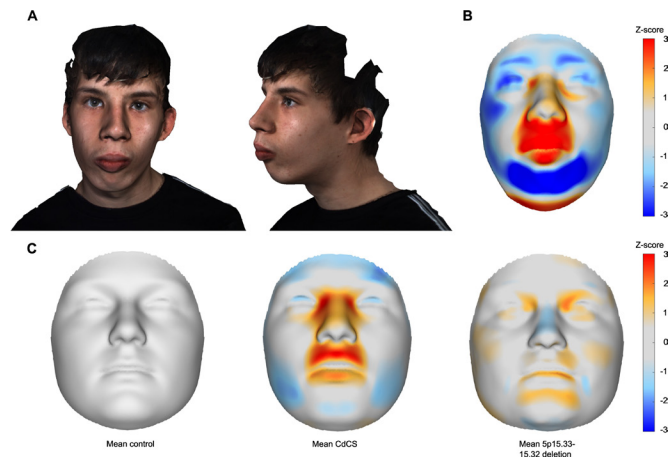 A
B
Z-score
3
2
1
0
-1
-2
-3
C
Z-score
3
2
1
0
-1
-2
-3
Mean control
Mean CdCS
Mean 5p15.33-
15.32 deletion